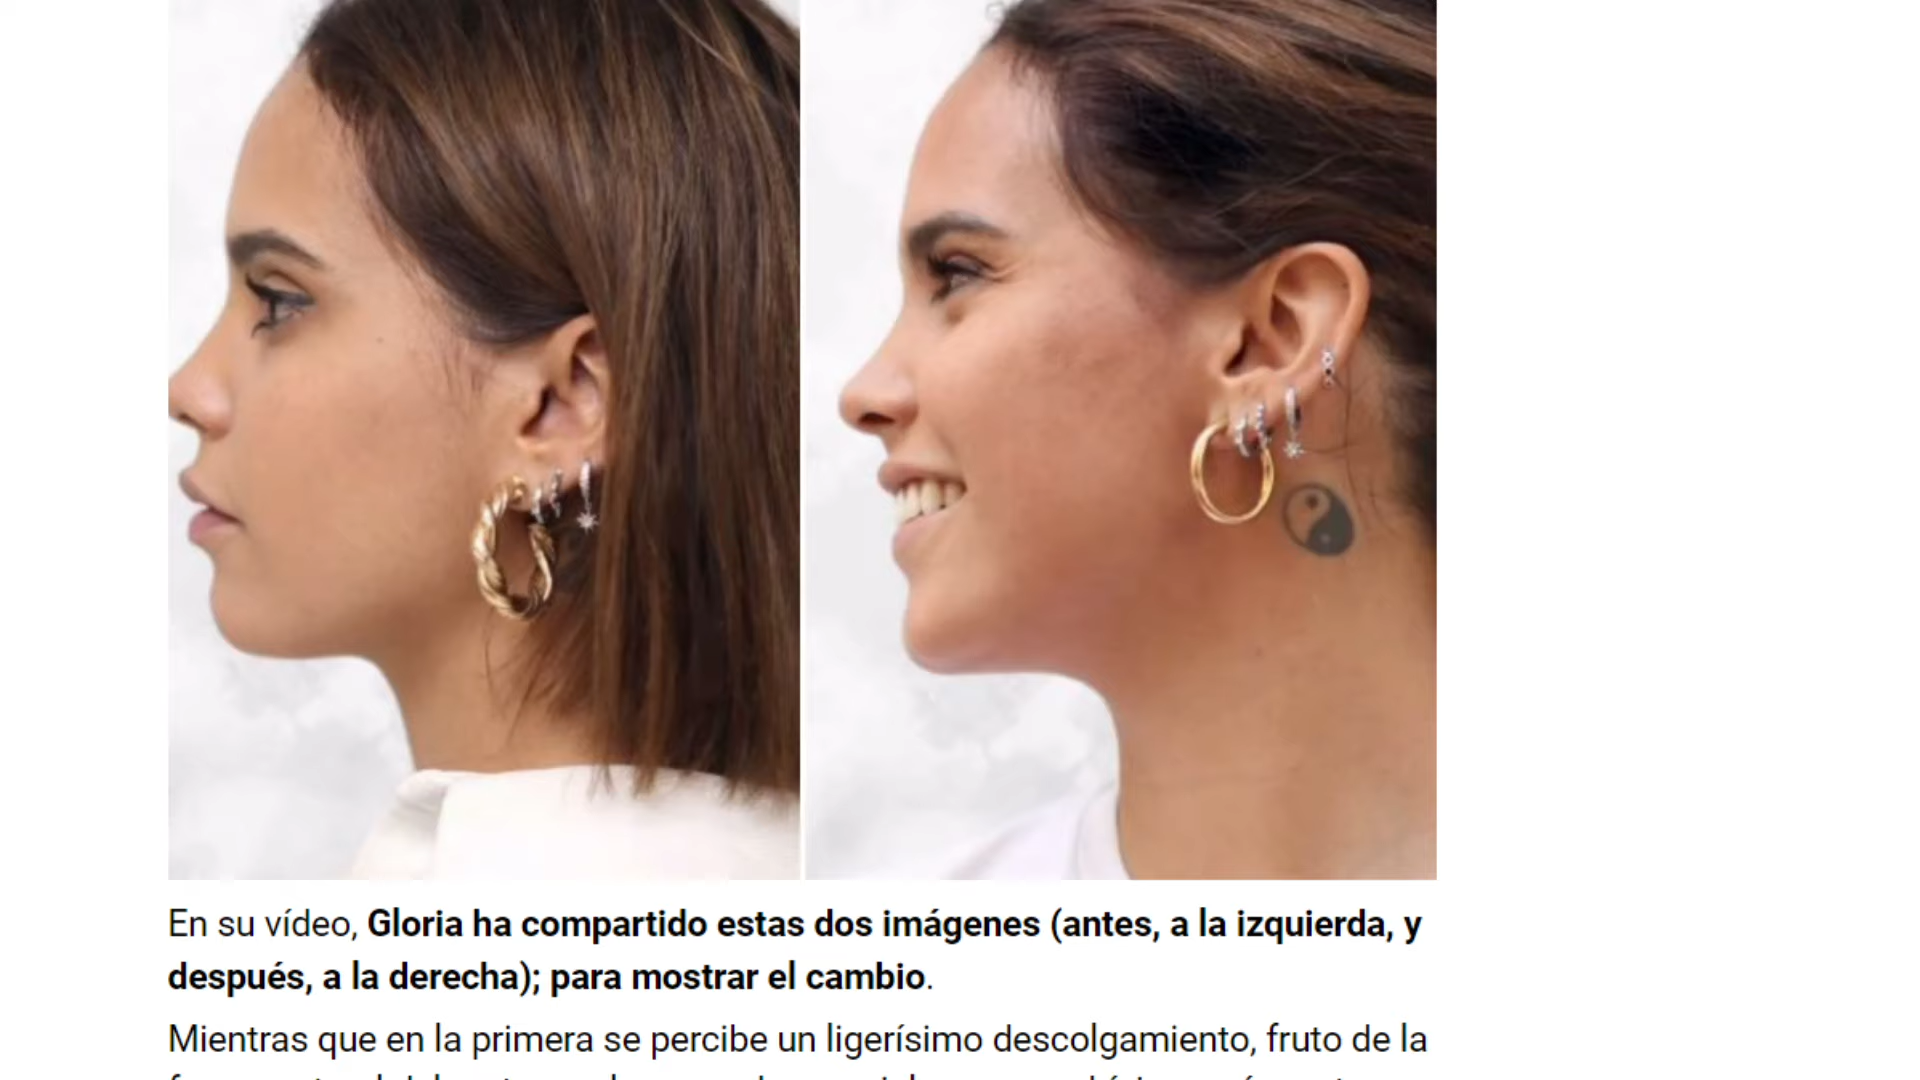 En su vídeo, Gloria ha compartido estas dos imágenes (antes, a la izquierda, y
después, a la derecha); para mostrar el cambio.
Mientras que en la primera se percibe un ligerísimo descolgamiento, fruto de la